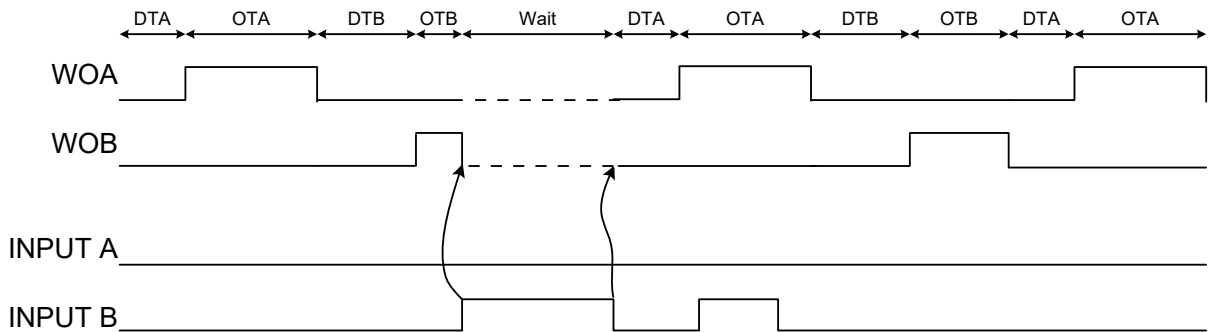 DTA OTA DTB OTB Wait DTA OTA DTB OTB DTA OTA
WOA
WOB
INPUT A
INPUT B